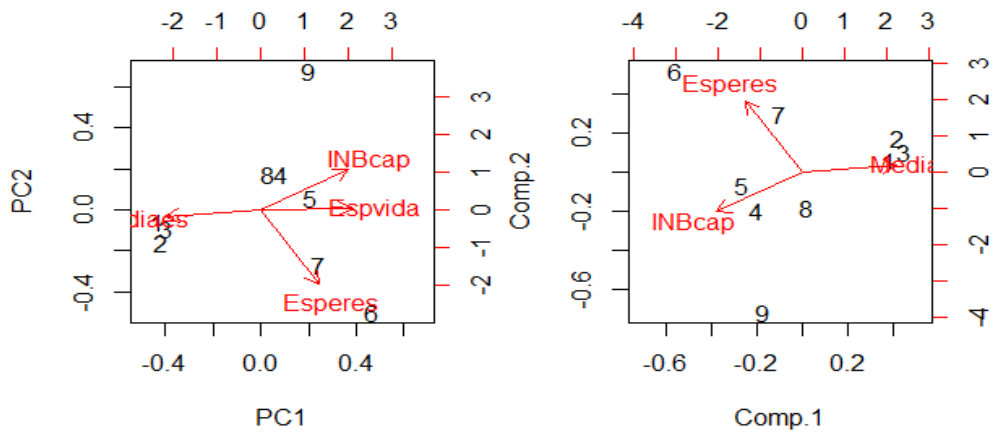 -2 -1 0 1 2 3
9
INBcap
84
5
Espvida
3
2
7
Esperes
6
0.4
0.0
-0.4
PC2
3
2
1
0
-1
-2
-0.4 0.0 0.4
PC1
-4 -2 0 1 2 3
6
Esperes
7
2
3
Media
5
INBcap
4
8
9
0.2
-0.2
-0.6
Comp.2
3
2
1
0
-2
-4
-0.6 -0.2 0.2
Comp.1